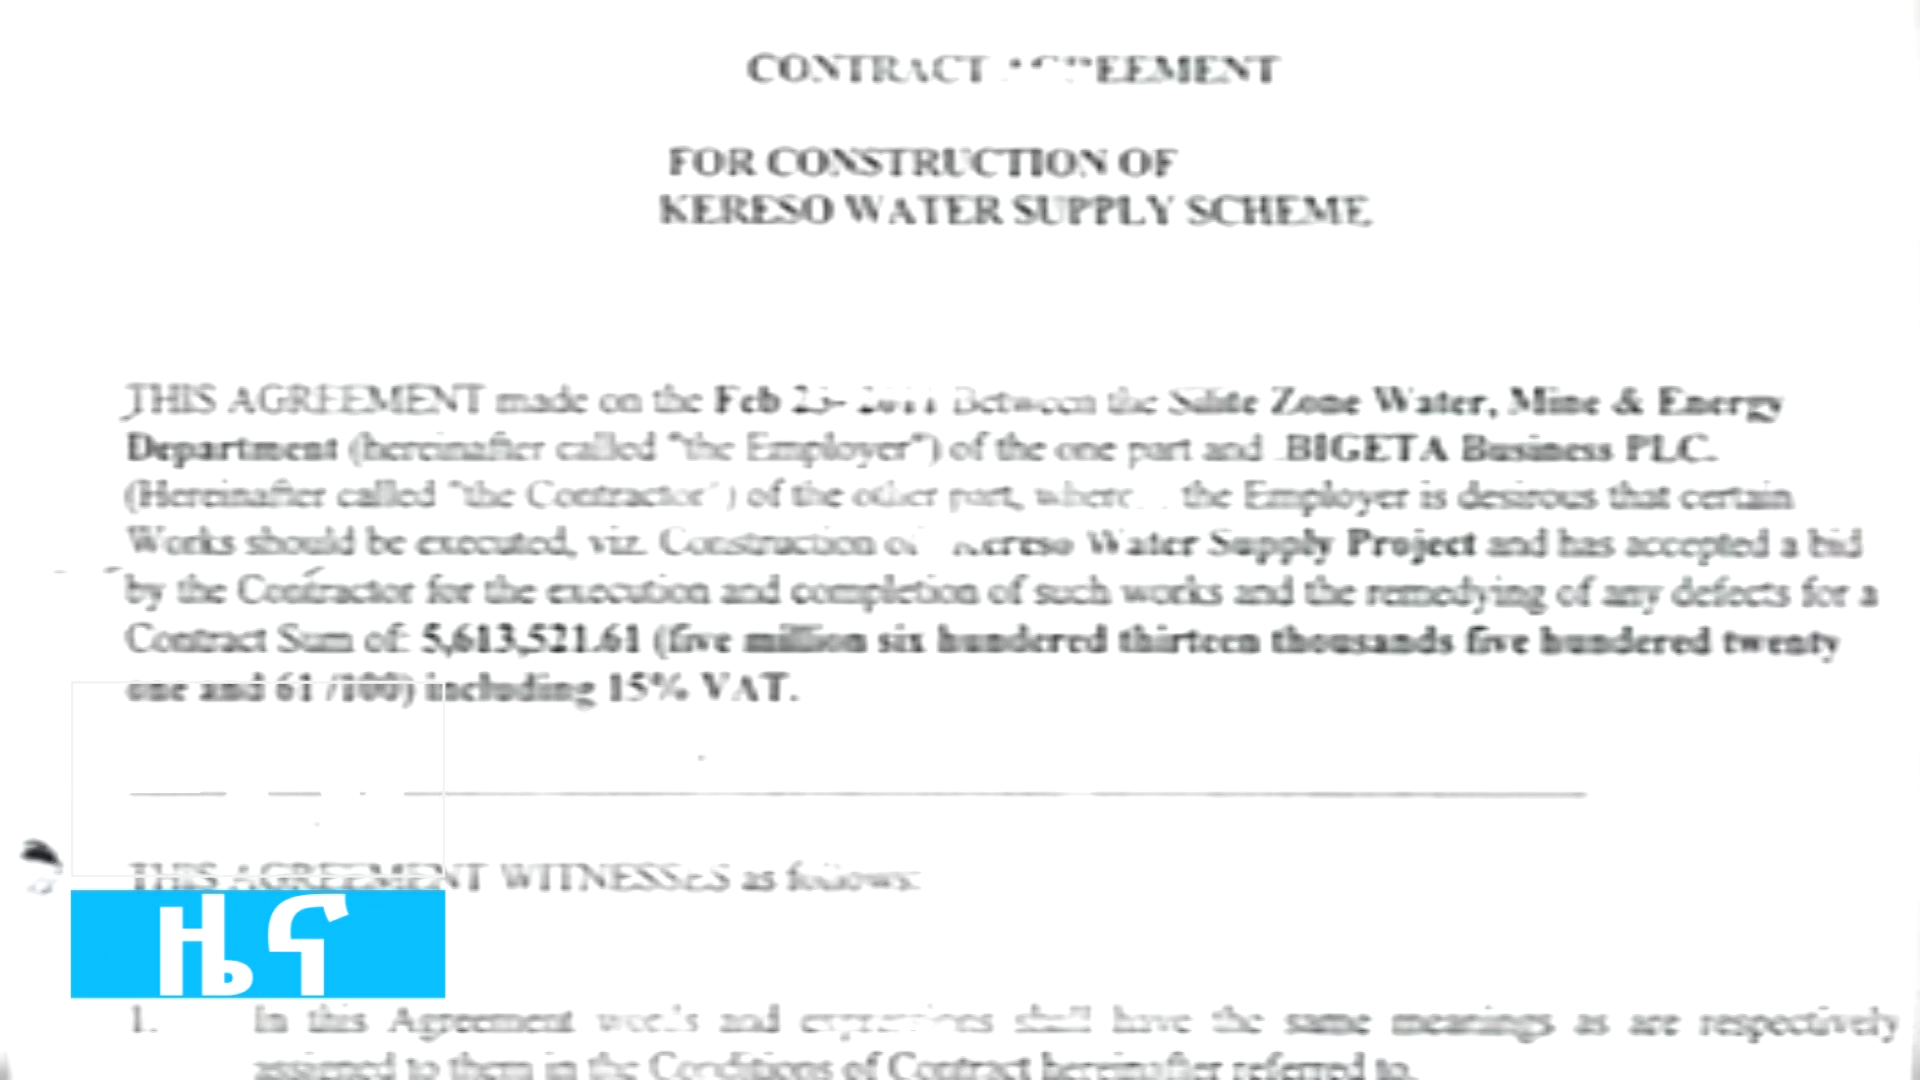 CONTRACT AGREEMENT
FOR CONSTRUCTION OF
KERESO WATER SUPPLY SCHEME
THIS AGREEMENT made on the Feb Between the Silite Zone Water, Mine & Energy
Department (hereinafter called "the Employer") of the one part and BIGETA Business PLC.
(Hereinafter called "the Contractor") of the other part, the Employer is desirous that certain
Works should be executed, viz. Construction of Kereso Water Supply Project and has accepted a bid
by the Contractor for the execution and completion of such works and the remedying of any defects for a
Contract Sum of: 5,613,521.61 (five million six hundered thirteen thousands five hundered twenty
one and 61 /100) including 15% VAT.
THIS AGREEMENT WITNESSES as follows:
ዜና
1. In this Agreement words and expressions shall have the same meanings as are respectively
assigned to them in the Conditions of Contract hereinafter referred to.